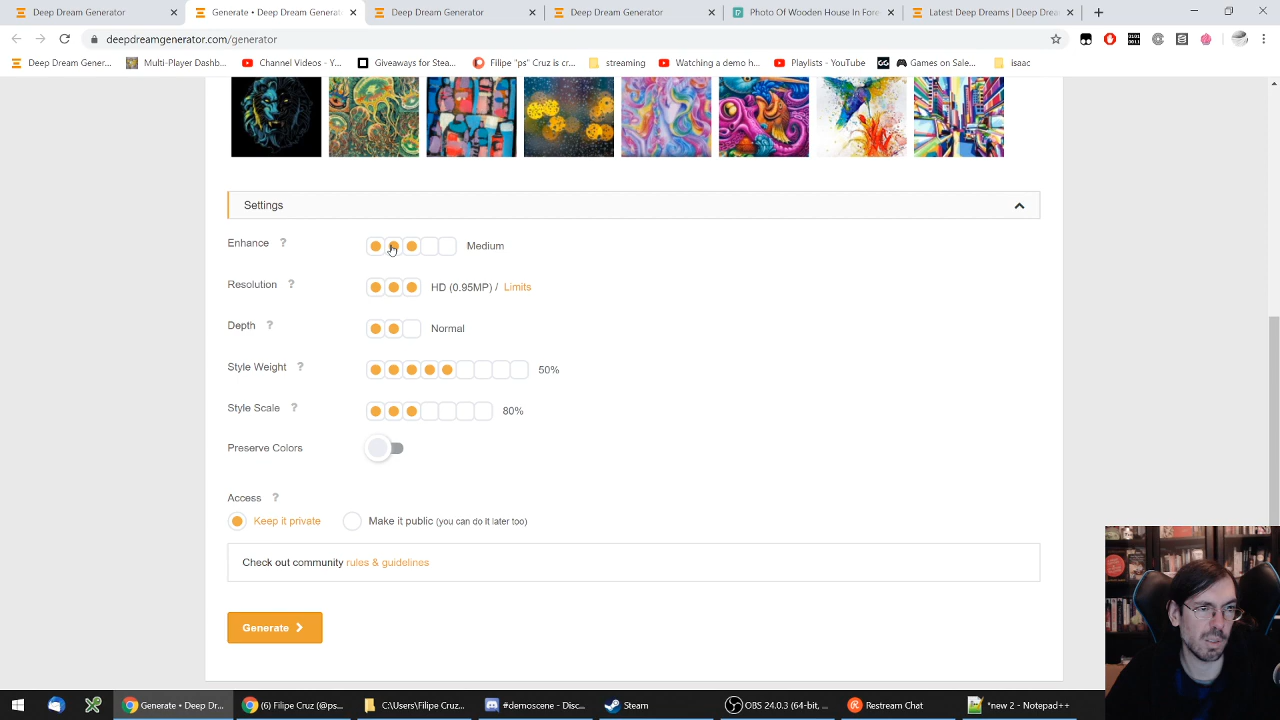 Deep Dream Generator
Generate • Deep Dream Generat
Deep Dream Generator
Deep Dream Generator
Photo Of Wooden House In Fore
Latest Deep Dreams | Deep Drea
deepdreamgenerator.com/generator
Deep Dream Gener...
Multi-Player Dashb...
Channel Videos - Y...
Giveaways for Stea...
Filipe "ps" Cruz is cr...
streaming
Watching a demo h...
Playlists - YouTube
GG
Games on Sale...
isaac
Settings
Enhance ? Medium
Resolution ? HD (0.95MP) / Limits
Depth ? Normal
Style Weight ? 50%
Style Scale ? 80%
Preserve Colors
Access ?
Keep it private Make it public (you can do it later too)
Check out community rules & guidelines
Generate
Generate • Deep Dr...
(6) Filipe Cruz (@ps...
C:\Users\Filipe Cruz...
#demoscene - Disc...
Steam
OBS 24.0.3 (64-bit, ...
Restream Chat
*new 2 - Notepad++